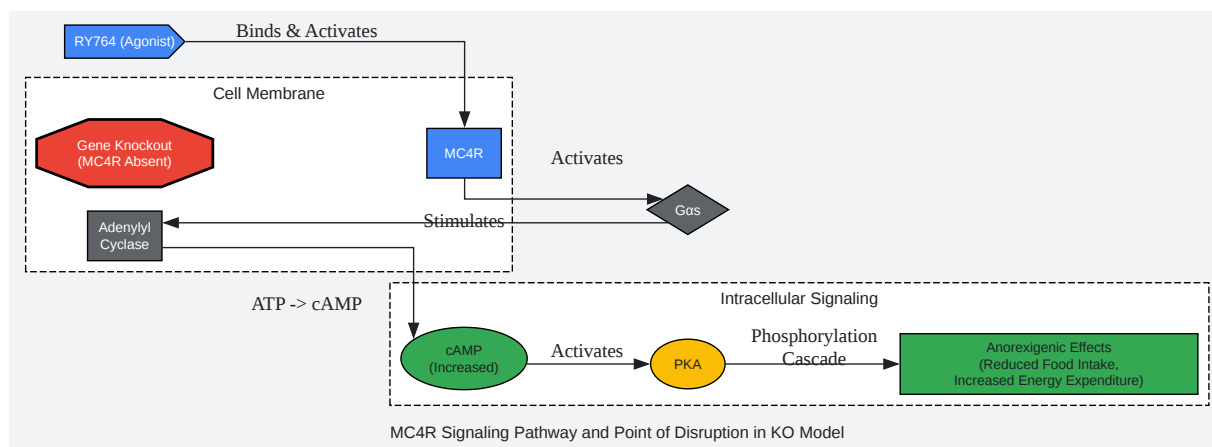 RY764 (Agonist)
Binds & Activates
Cell Membrane
Gene Knockout
(MC4R Absent)
MC4R
Activates
Gαs
Adenylyl
Cyclase
Stimulates
ATP -> cAMP
Intracellular Signaling
cAMP
(Increased)
Activates
PKA
Phosphorylation
Cascade
Anorexigenic Effects
(Reduced Food Intake,
Increased Energy Expenditure)
MC4R Signaling Pathway and Point of Disruption in KO Model